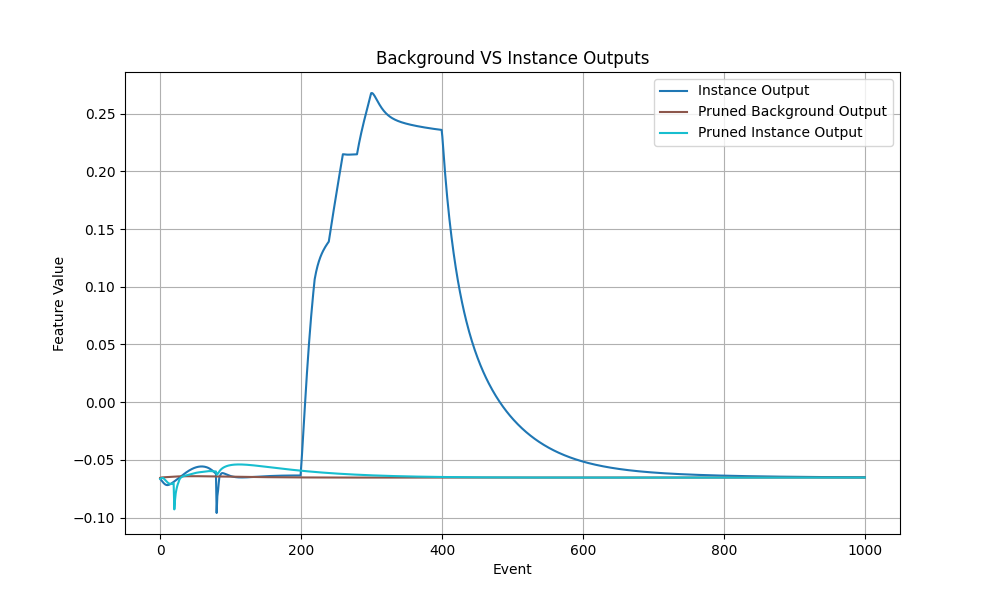 Background VS Instance Outputs
Instance Output
Pruned Background Output
Pruned Instance Output
0.25
0.20
0.15
0.10
0.05
0.00
−0.05
−0.10
Feature Value
0 200 400 600 800 1000
Event